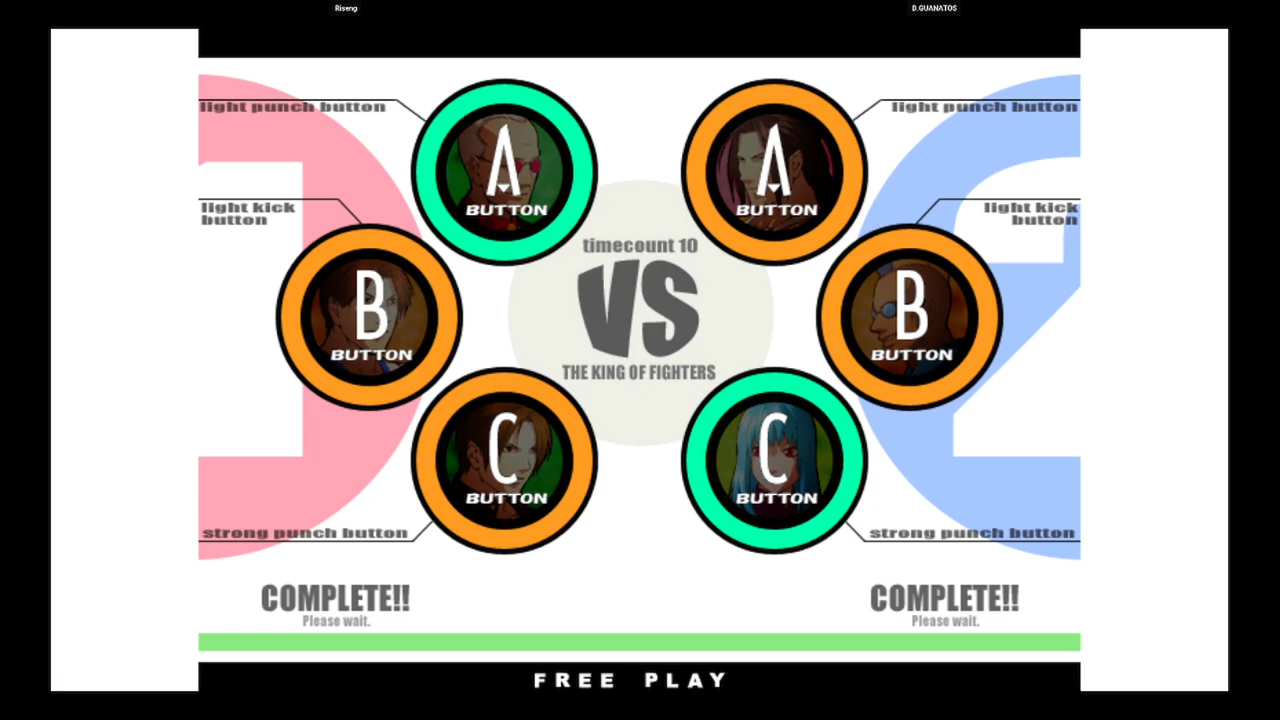 Riseng
D.GUANATOS
light punch button
A
BUTTON
A
BUTTON
light punch button
light kick
button
B
BUTTON
timecount 10
VS
THE KING OF FIGHTERS
B
BUTTON
light kick
button
C
BUTTON
C
BUTTON
strong punch button
strong punch button
COMPLETE!!
Please wait.
COMPLETE!!
Please wait.
FREE PLAY